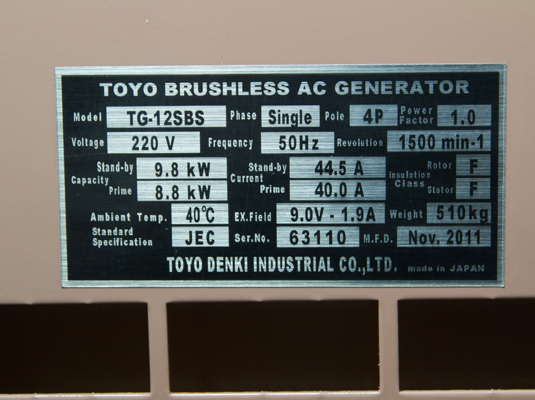 TOYO BRUSHLESS AC GENERATOR
Model TG-12SBS Phase Single Pole 4P Power Factor 1.0
Voltage 220 V Frequency 50Hz Revolution 1500 min-1
Capacity Stand-by 9.8 kW Current Stand-by 44.5 A Insulation Class Rotor F
Prime 8.8 kW Prime 40.0 A Stator F
Ambient Temp. 40℃ EX.Field 9.0V - 1.9A Weight 510kg
Standard Specification JEC Ser.No. 63110 M.F.D. Nov. 2011
TOYO DENKI INDUSTRIAL CO.,LTD. made in JAPAN